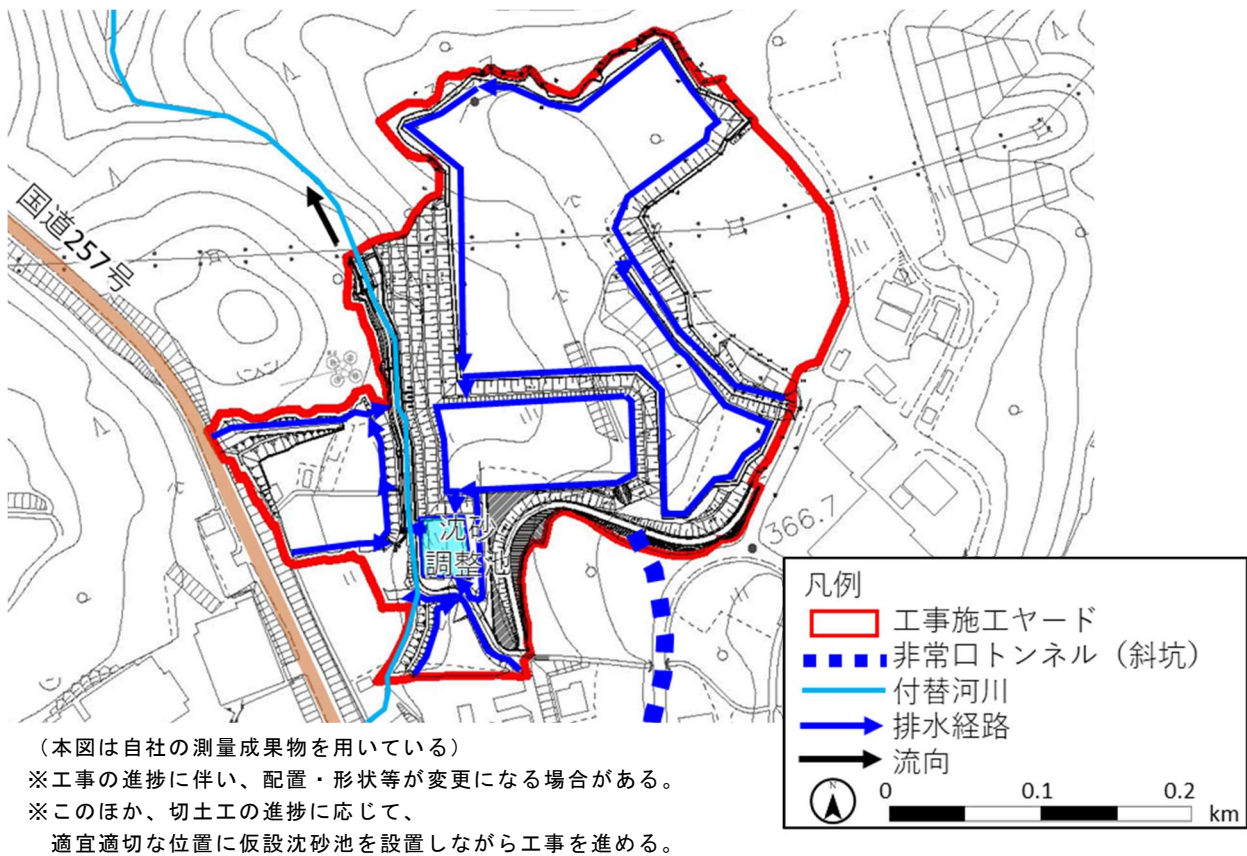 国道257号
沈砂
調整池
366.7
凡例
工事施工ヤード
非常口トンネル（斜坑）
付替河川
排水経路
流向
N
0 0.1 0.2
km
（本図は自社の測量成果物を用いている）
※工事の進捗に伴い、配置・形状等が変更になる場合がある。
※このほか、切土工の進捗に応じて、
適宜適切な位置に仮設沈砂池を設置しながら工事を進める。